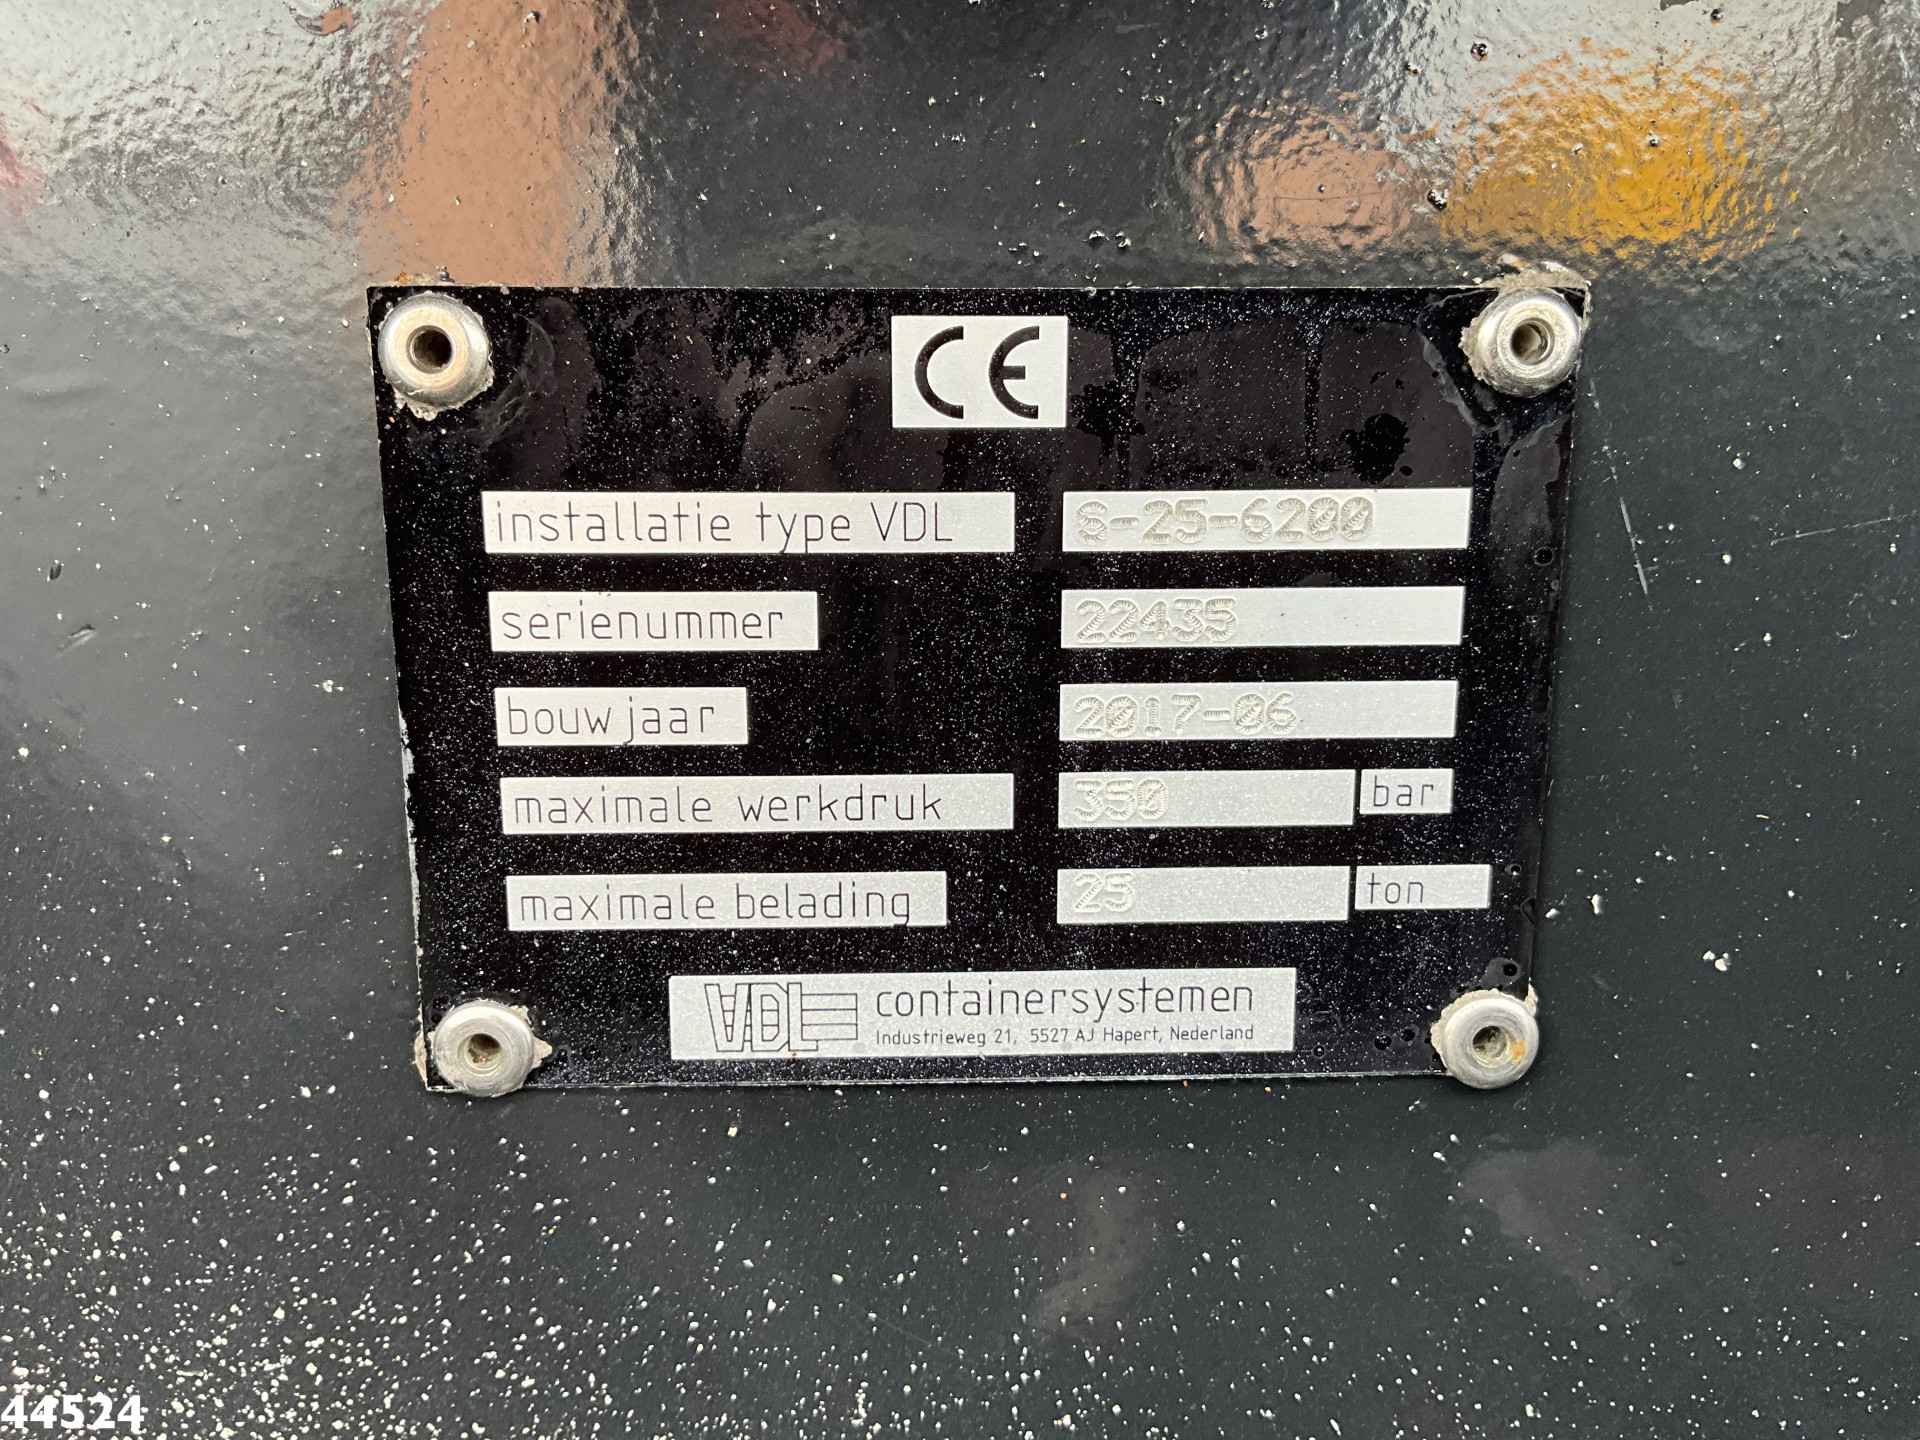 CE
installatie type VDL S-25-6200
serienummer 22435
bouwjaar 2017-06
maximale werkdruk 350 bar
maximale belading 25 ton
VDL containersystemen
Industrieweg 21, 5527 AJ Hapert, Nederland
44524